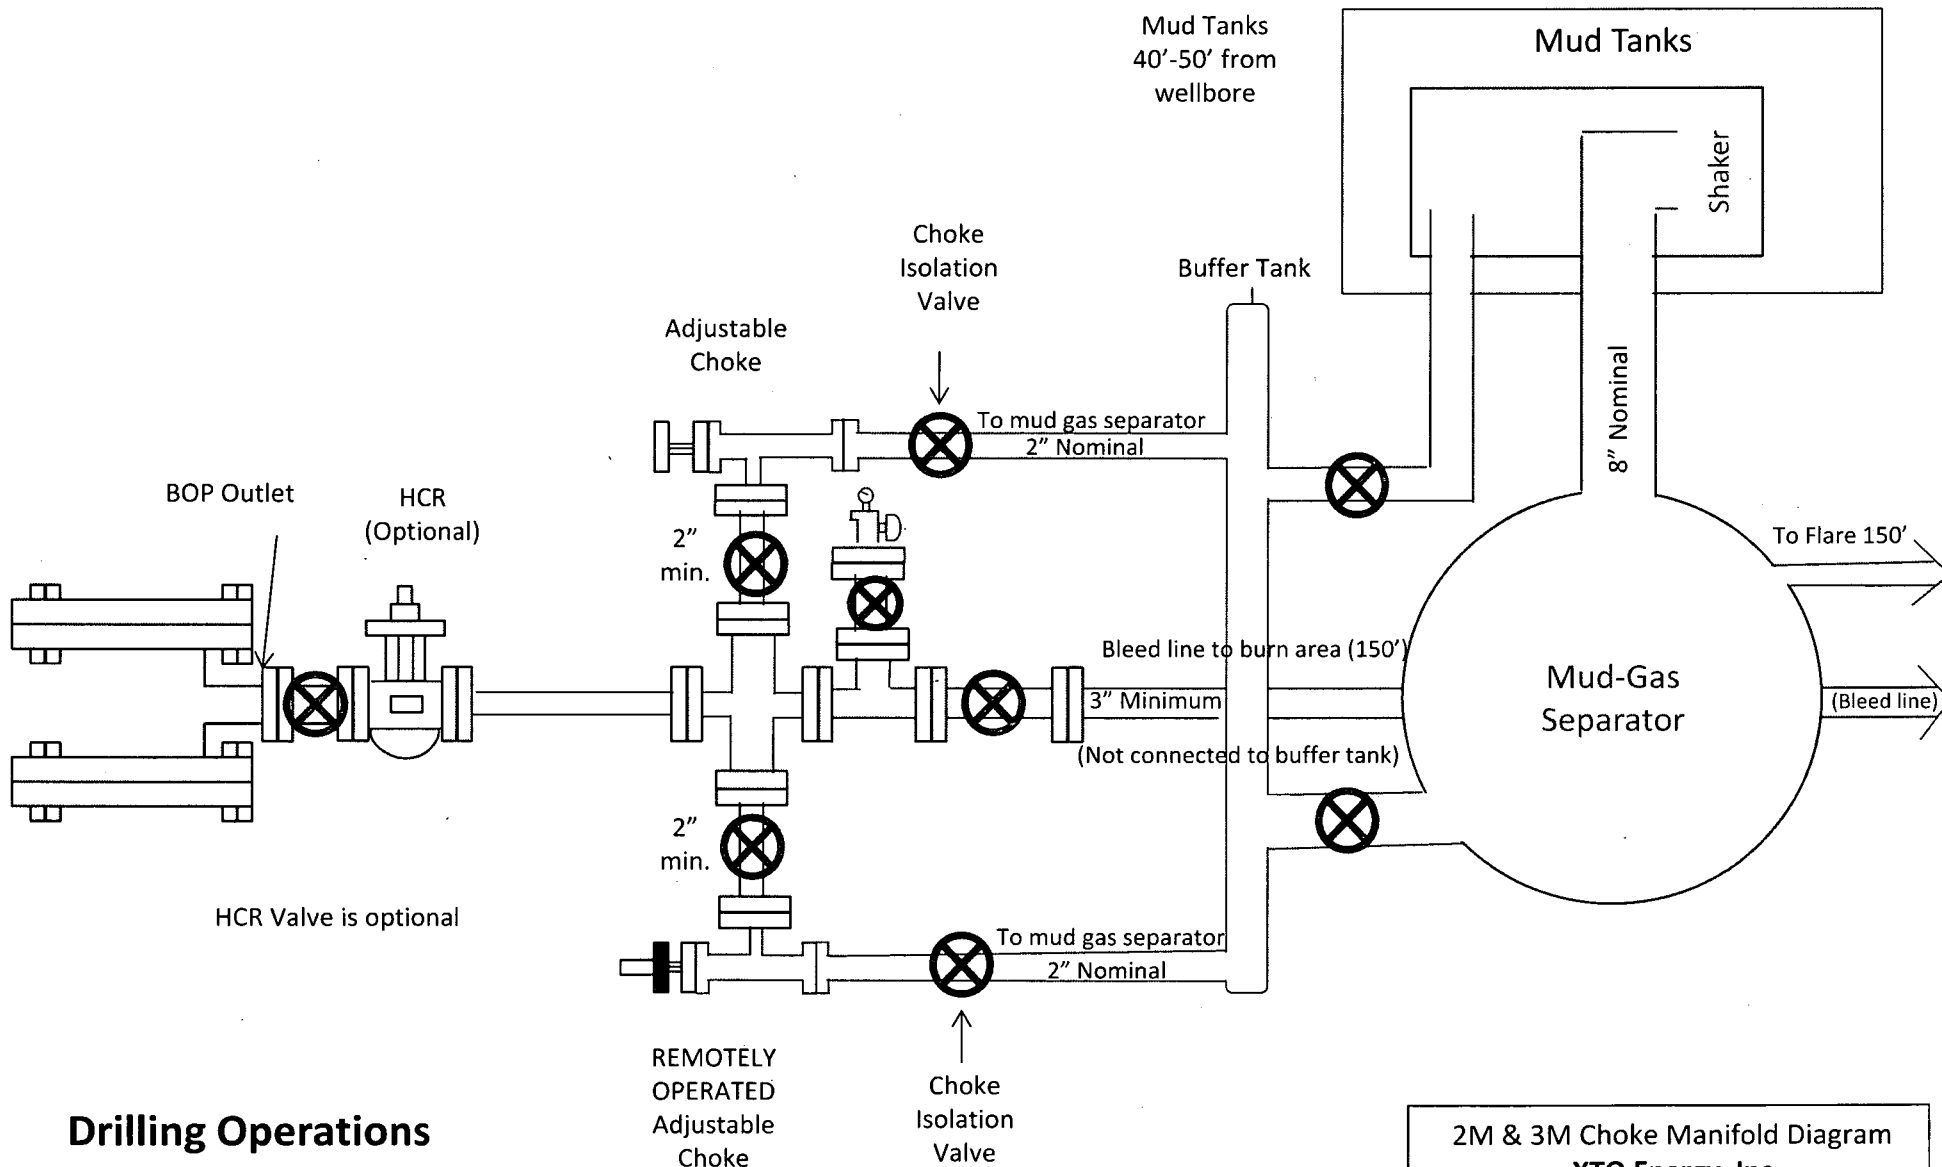 Mud Tanks
40'-50' from
wellbore
Mud Tanks
Shaker
Choke
Isolation
Valve
Buffer Tank
Adjustable
Choke
8" Nominal
To mud gas separator
2" Nominal
BOP Outlet
HCR
(Optional)
2"
min.
To Flare 150'
Bleed line to burn area (150')
3" Minimum
(Not connected to buffer tank)
Mud-Gas
Separator
(Bleed line)
2"
min.
HCR Valve is optional
To mud gas separator
2" Nominal
REMOTELY
OPERATED
Adjustable
Choke
Choke
Isolation
Valve
Drilling Operations
2M & 3M Choke Manifold Diagram
XTO Energy, Inc.